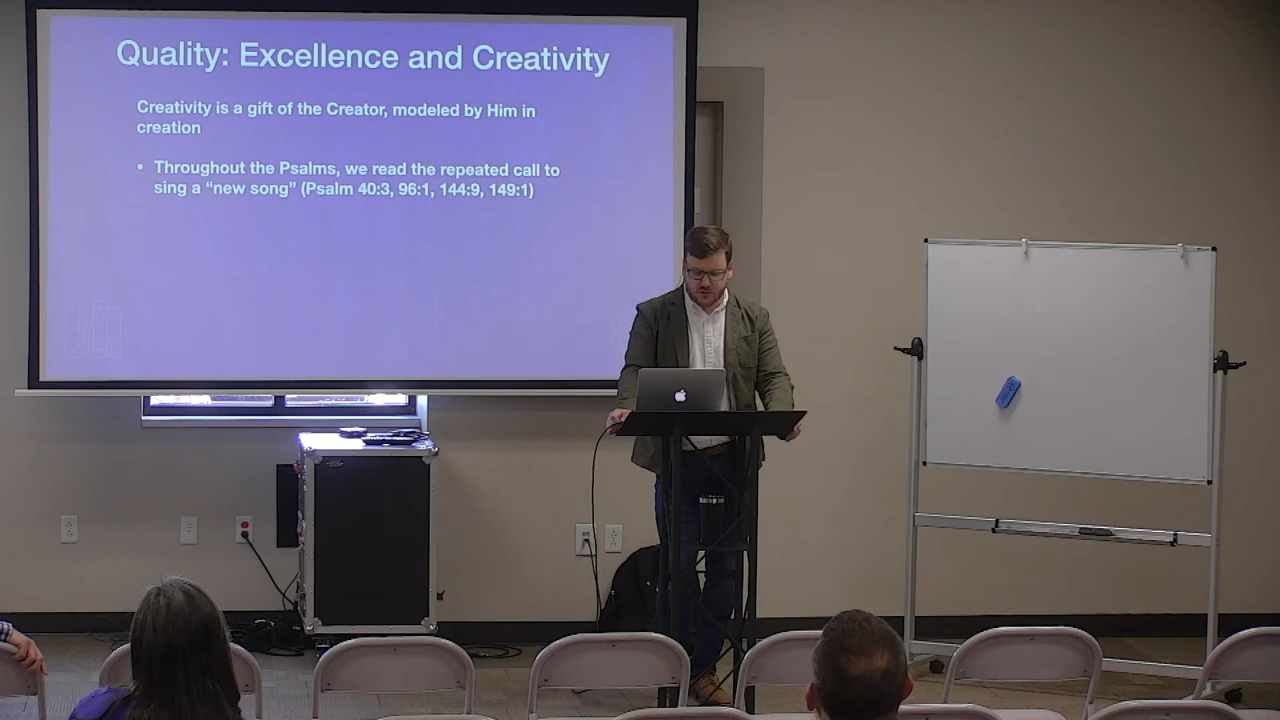 Quality: Excellence and Creativity
Creativity is a gift of the Creator, modeled by Him in
creation
• Throughout the Psalms, we read the repeated call to
sing a “new song” (Psalm 40:3, 96:1, 144:9, 149:1)